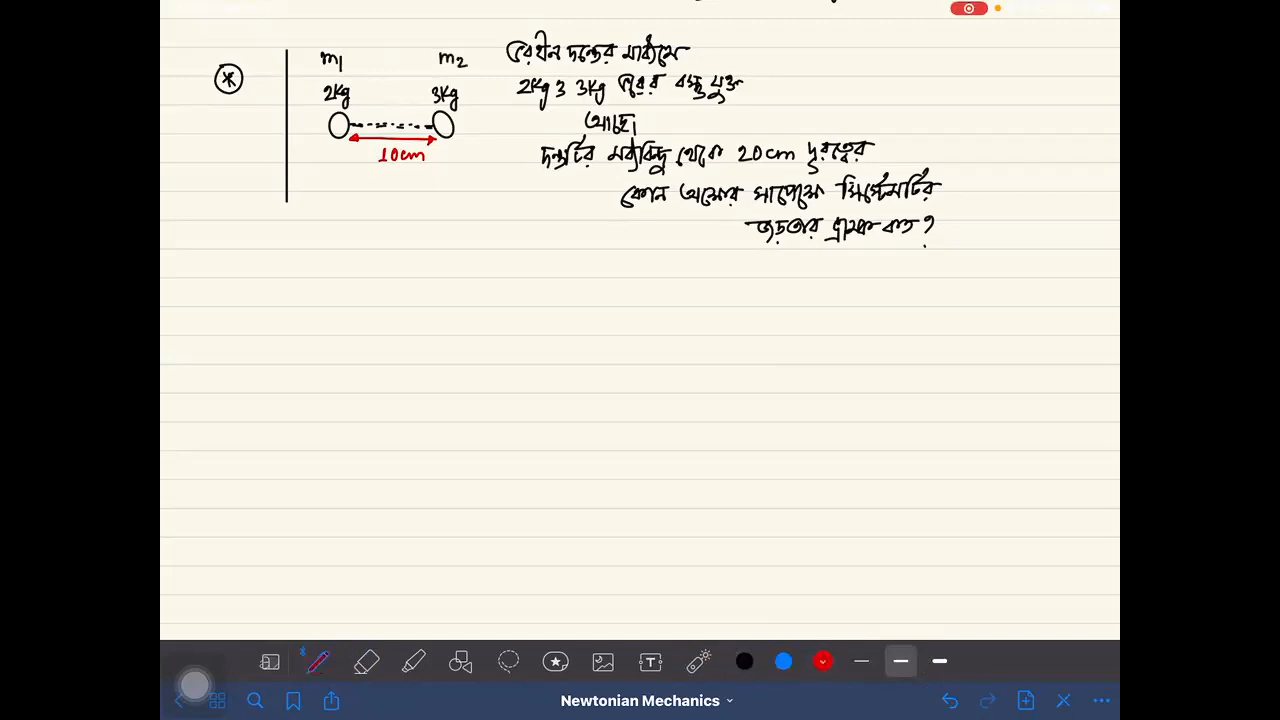 m₁ m₂
2Kg 3Kg
10cm
ভরহীন দন্ডের মাধ্যমে
2Kg ও 3Kg ভরের বস্তু যুক্ত
আছে।
দন্ডটির মধ্যবিন্দু থেকে 20cm দূরত্বের
কোন অক্ষের সাপেক্ষে সিস্টেমটির
জড়তার ভ্রামক কত?
Newtonian Mechanics